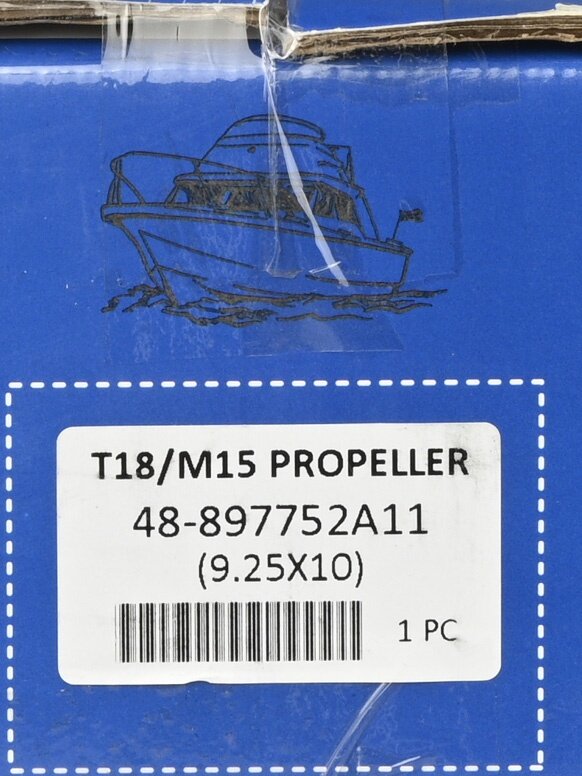 T18/M15 PROPELLER
48-897752A11
(9.25X10)
1 PC